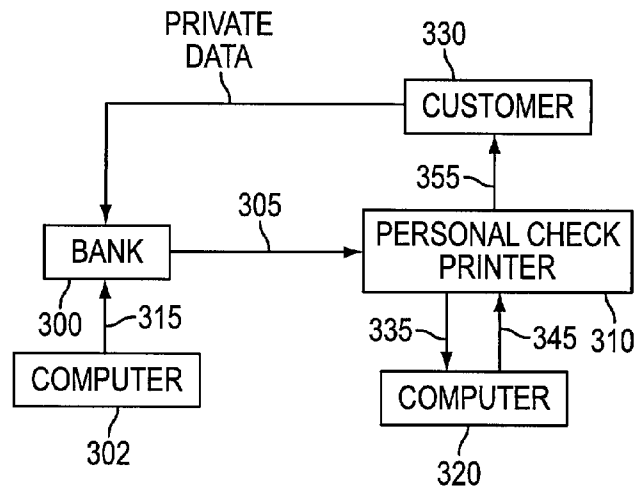 PRIVATE
DATA
330
CUSTOMER
355
305
BANK
PERSONAL CHECK
PRINTER
300
315
335
345
310
COMPUTER
COMPUTER
302
320